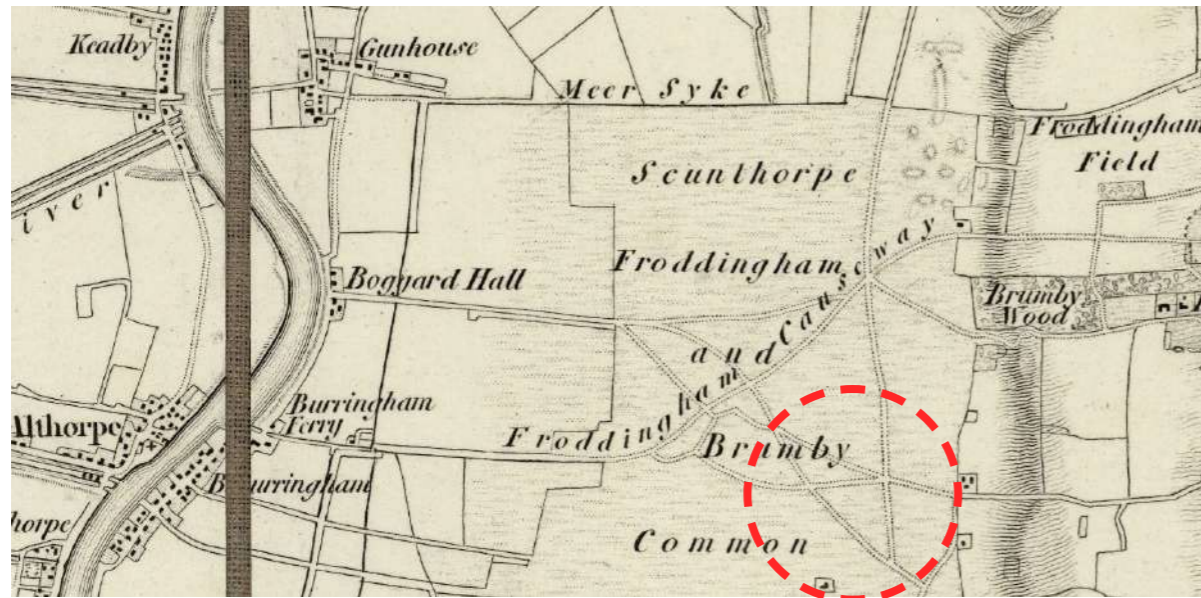 Keadby
Gunhouse
Meer Syke
Froddingham
Field
Scunthorpe
iver
Froddingham
Boggard Hall
Brumby
Wood
and
Froddingham Causeway
Burringham
Ferry
Althorpe
Brumby
Burringham
horpe
Common